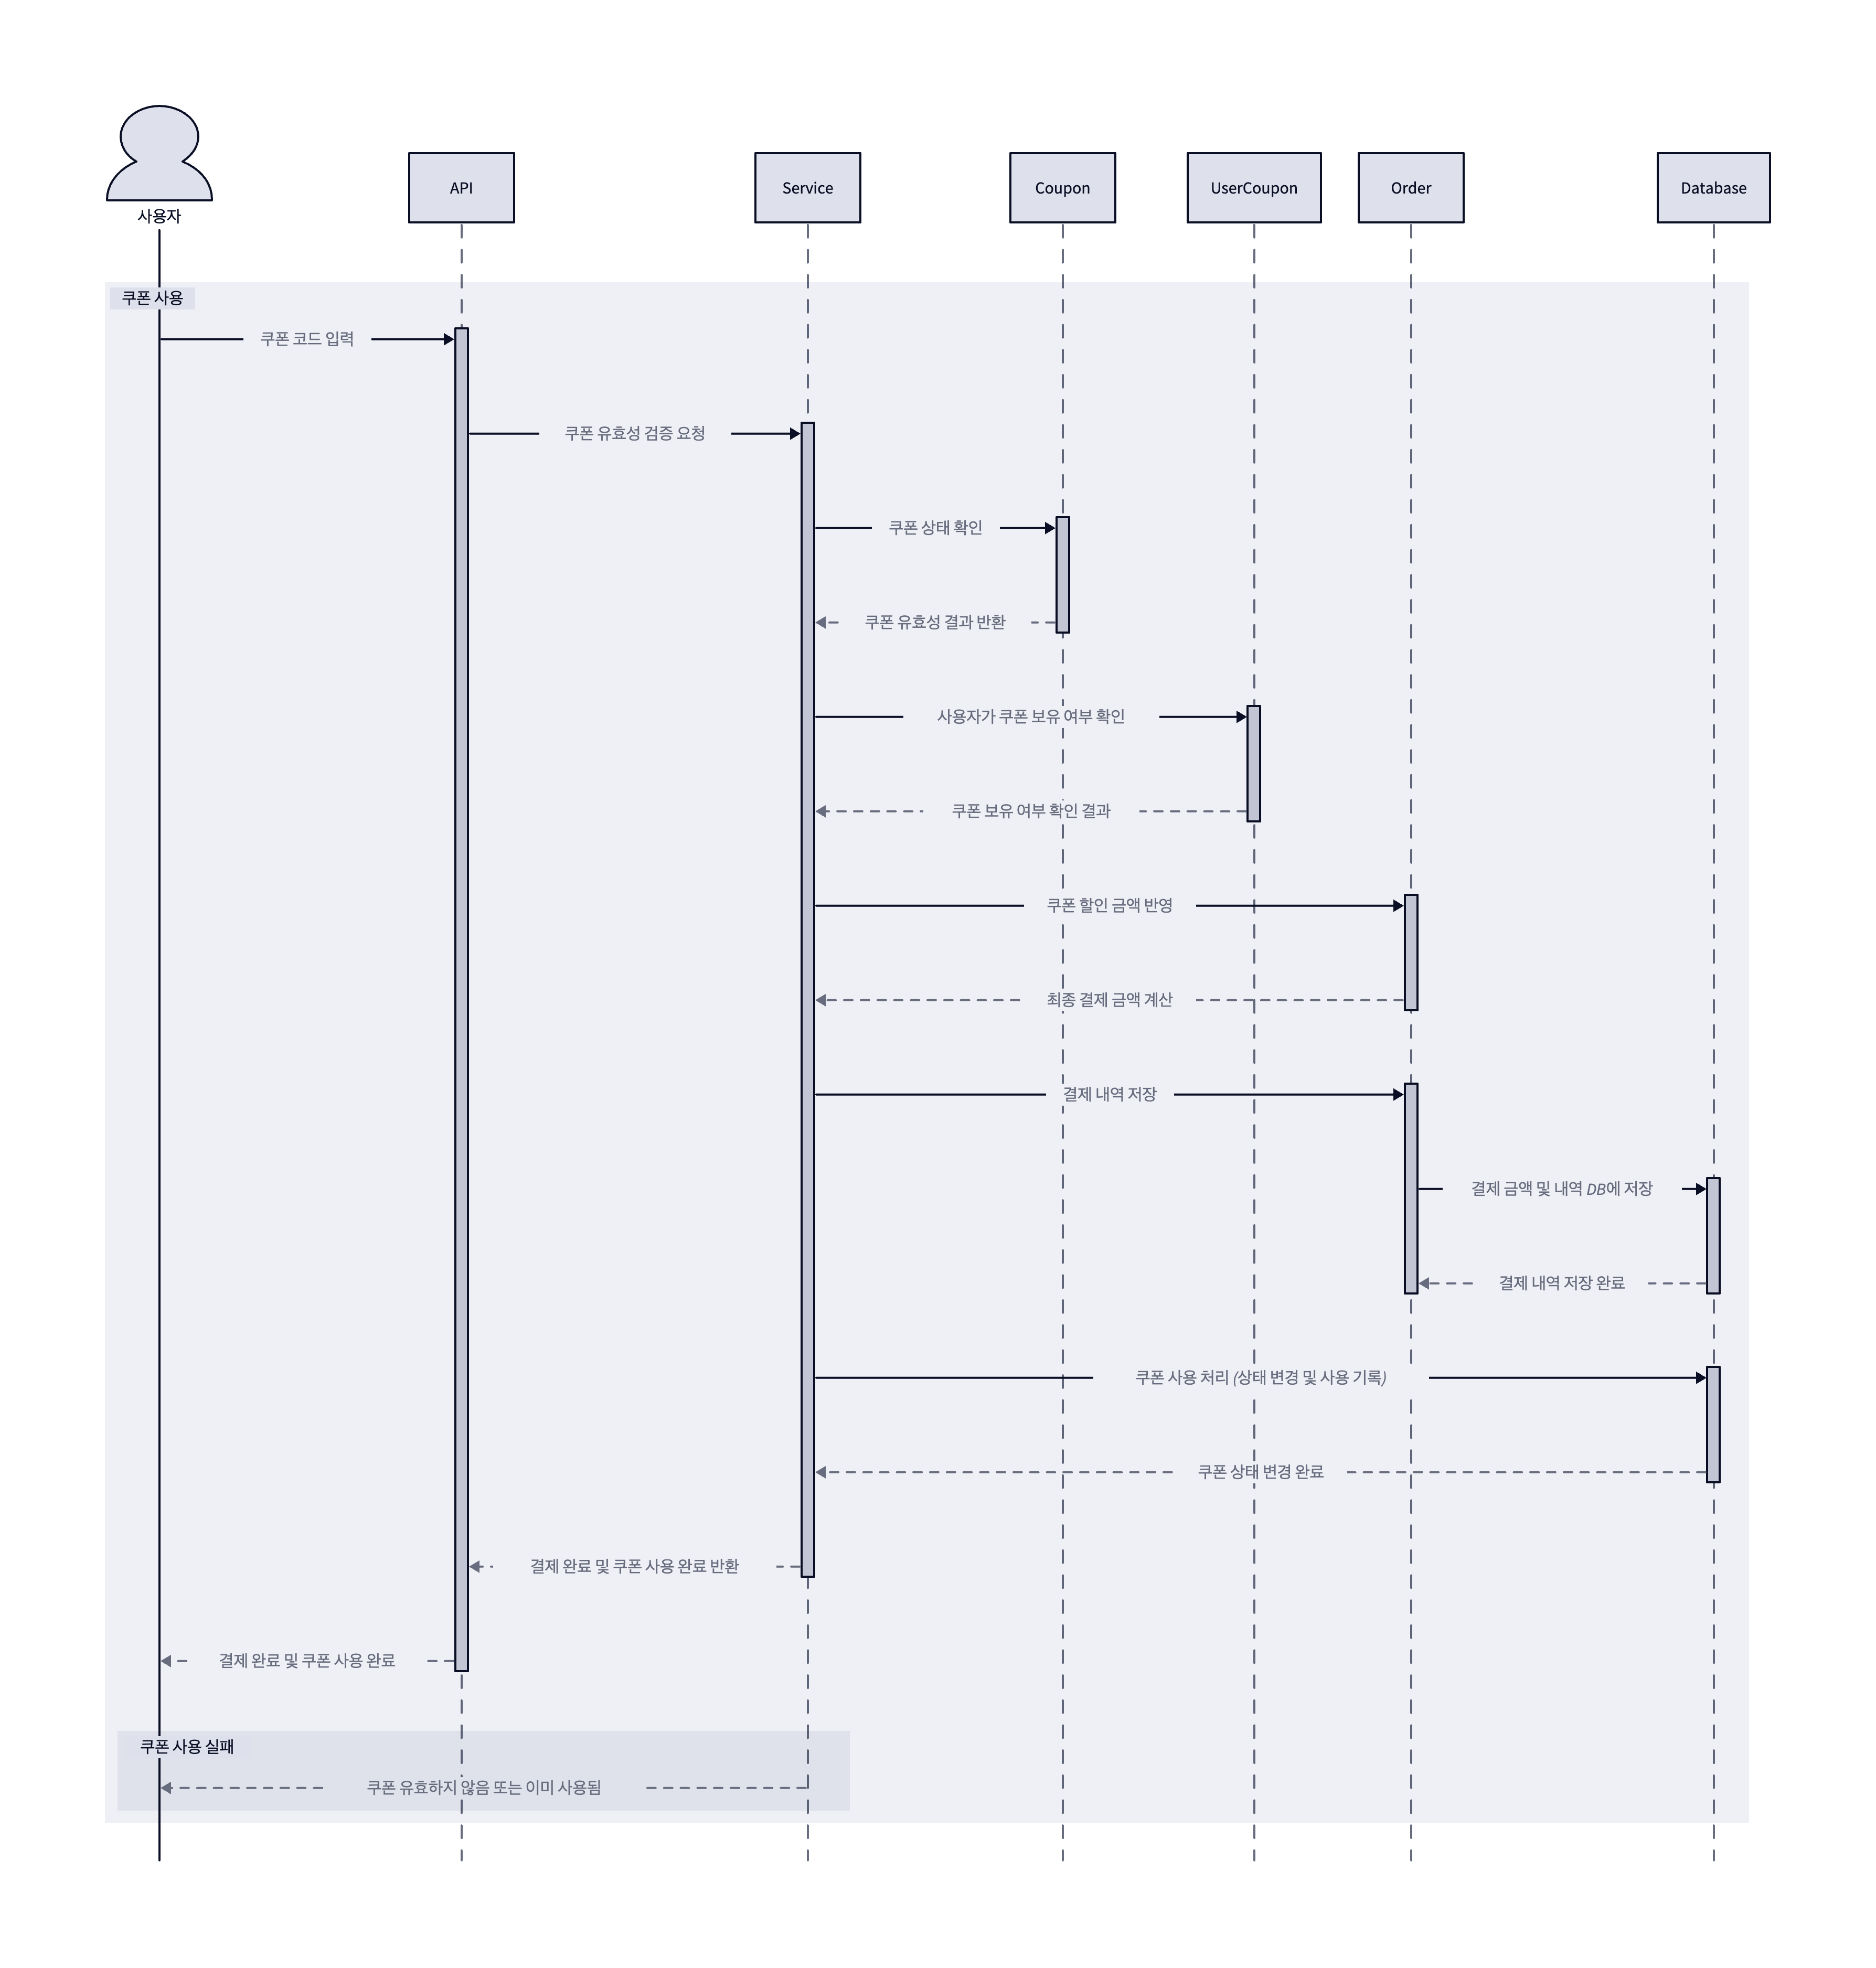 사용자
API
Service
Coupon
UserCoupon
Order
Database
쿠폰 사용
쿠폰 코드 입력
쿠폰 유효성 검증 요청
쿠폰 상태 확인
쿠폰 유효성 결과 반환
사용자가 쿠폰 보유 여부 확인
쿠폰 보유 여부 확인 결과
쿠폰 할인 금액 반영
최종 결제 금액 계산
결제 내역 저장
결제 금액 및 내역 DB에 저장
결제 내역 저장 완료
쿠폰 사용 처리 (상태 변경 및 사용 기록)
쿠폰 상태 변경 완료
결제 완료 및 쿠폰 사용 완료 반환
결제 완료 및 쿠폰 사용 완료
쿠폰 사용 실패
쿠폰 유효하지 않음 또는 이미 사용됨